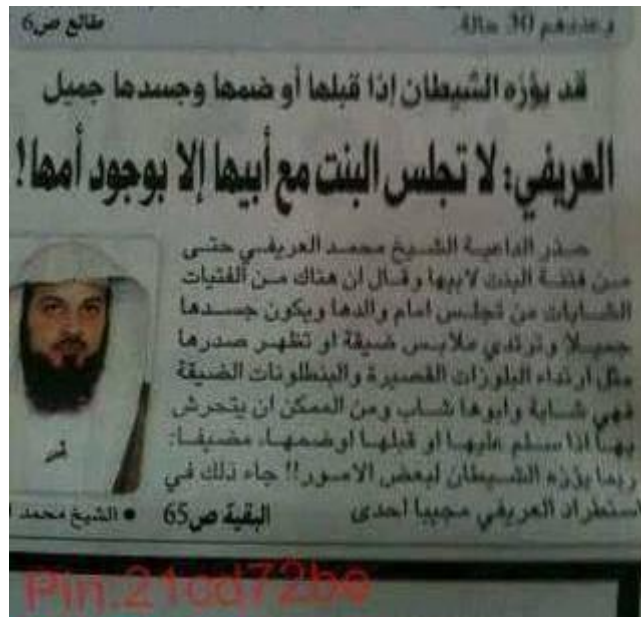 وعندهم 30 حالة
طالع ص6
قد يؤزه الشيطان إذا قبلها أو ضمها وجسدها جميل
العريفي: لا تجلس البنت مع أبيها إلا بوجود أمها!
حذر الداعية الشيخ محمد العريفي حتى
من فتنة البنت لابيها وقال ان هناك من الفتيات
الشابات من تجلس امام والدها ويكون جسدها
جميلا وترتدي ملابس ضيقة او تظهر صدرها
مثل ارتداء البلوزات القصيرة والبنطلونات الضيقة
فهي شابة وابوها شاب ومن الممكن ان يتحرش
بها اذا سلم عليها او قبلها اوضمها، مضيفا:
ربما يؤزه الشيطان لبعض الامور!! جاء ذلك في
استطراد العريفي مجيبا احدى
البقية ص65
● الشيخ محمد ا
Pin:21cd72be